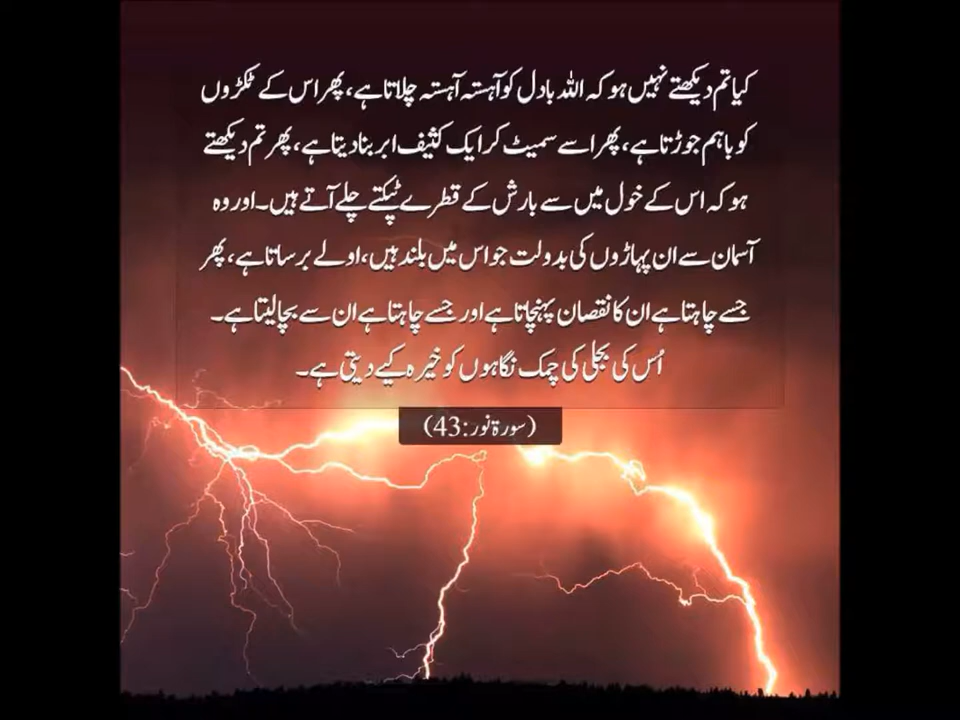 کیا تم دیکھتے نہیں ہو کہ اللہ بادل کو آہستہ آہستہ چلاتا ہے، پھر اس کے ٹکڑوں
کو باہم جوڑتا ہے، پھر اسے سمیٹ کر ایک کثیف ابر بنا دیتا ہے، پھر تم دیکھتے
ہو کہ اس کے خول میں سے بارش کے قطرے ٹپکتے چلے آتے ہیں۔ اور وہ
آسمان سے ان پہاڑوں کی بدولت جو اس میں بلند ہیں، اولے برساتا ہے، پھر
جسے چاہتا ہے ان کا نقصان پہنچاتا ہے اور جسے چاہتا ہے ان سے بچا لیتا ہے۔
اُس کی بجلی کی چمک نگاہوں کو خیرہ کیے دیتی ہے۔
(سورۃ نور:43)